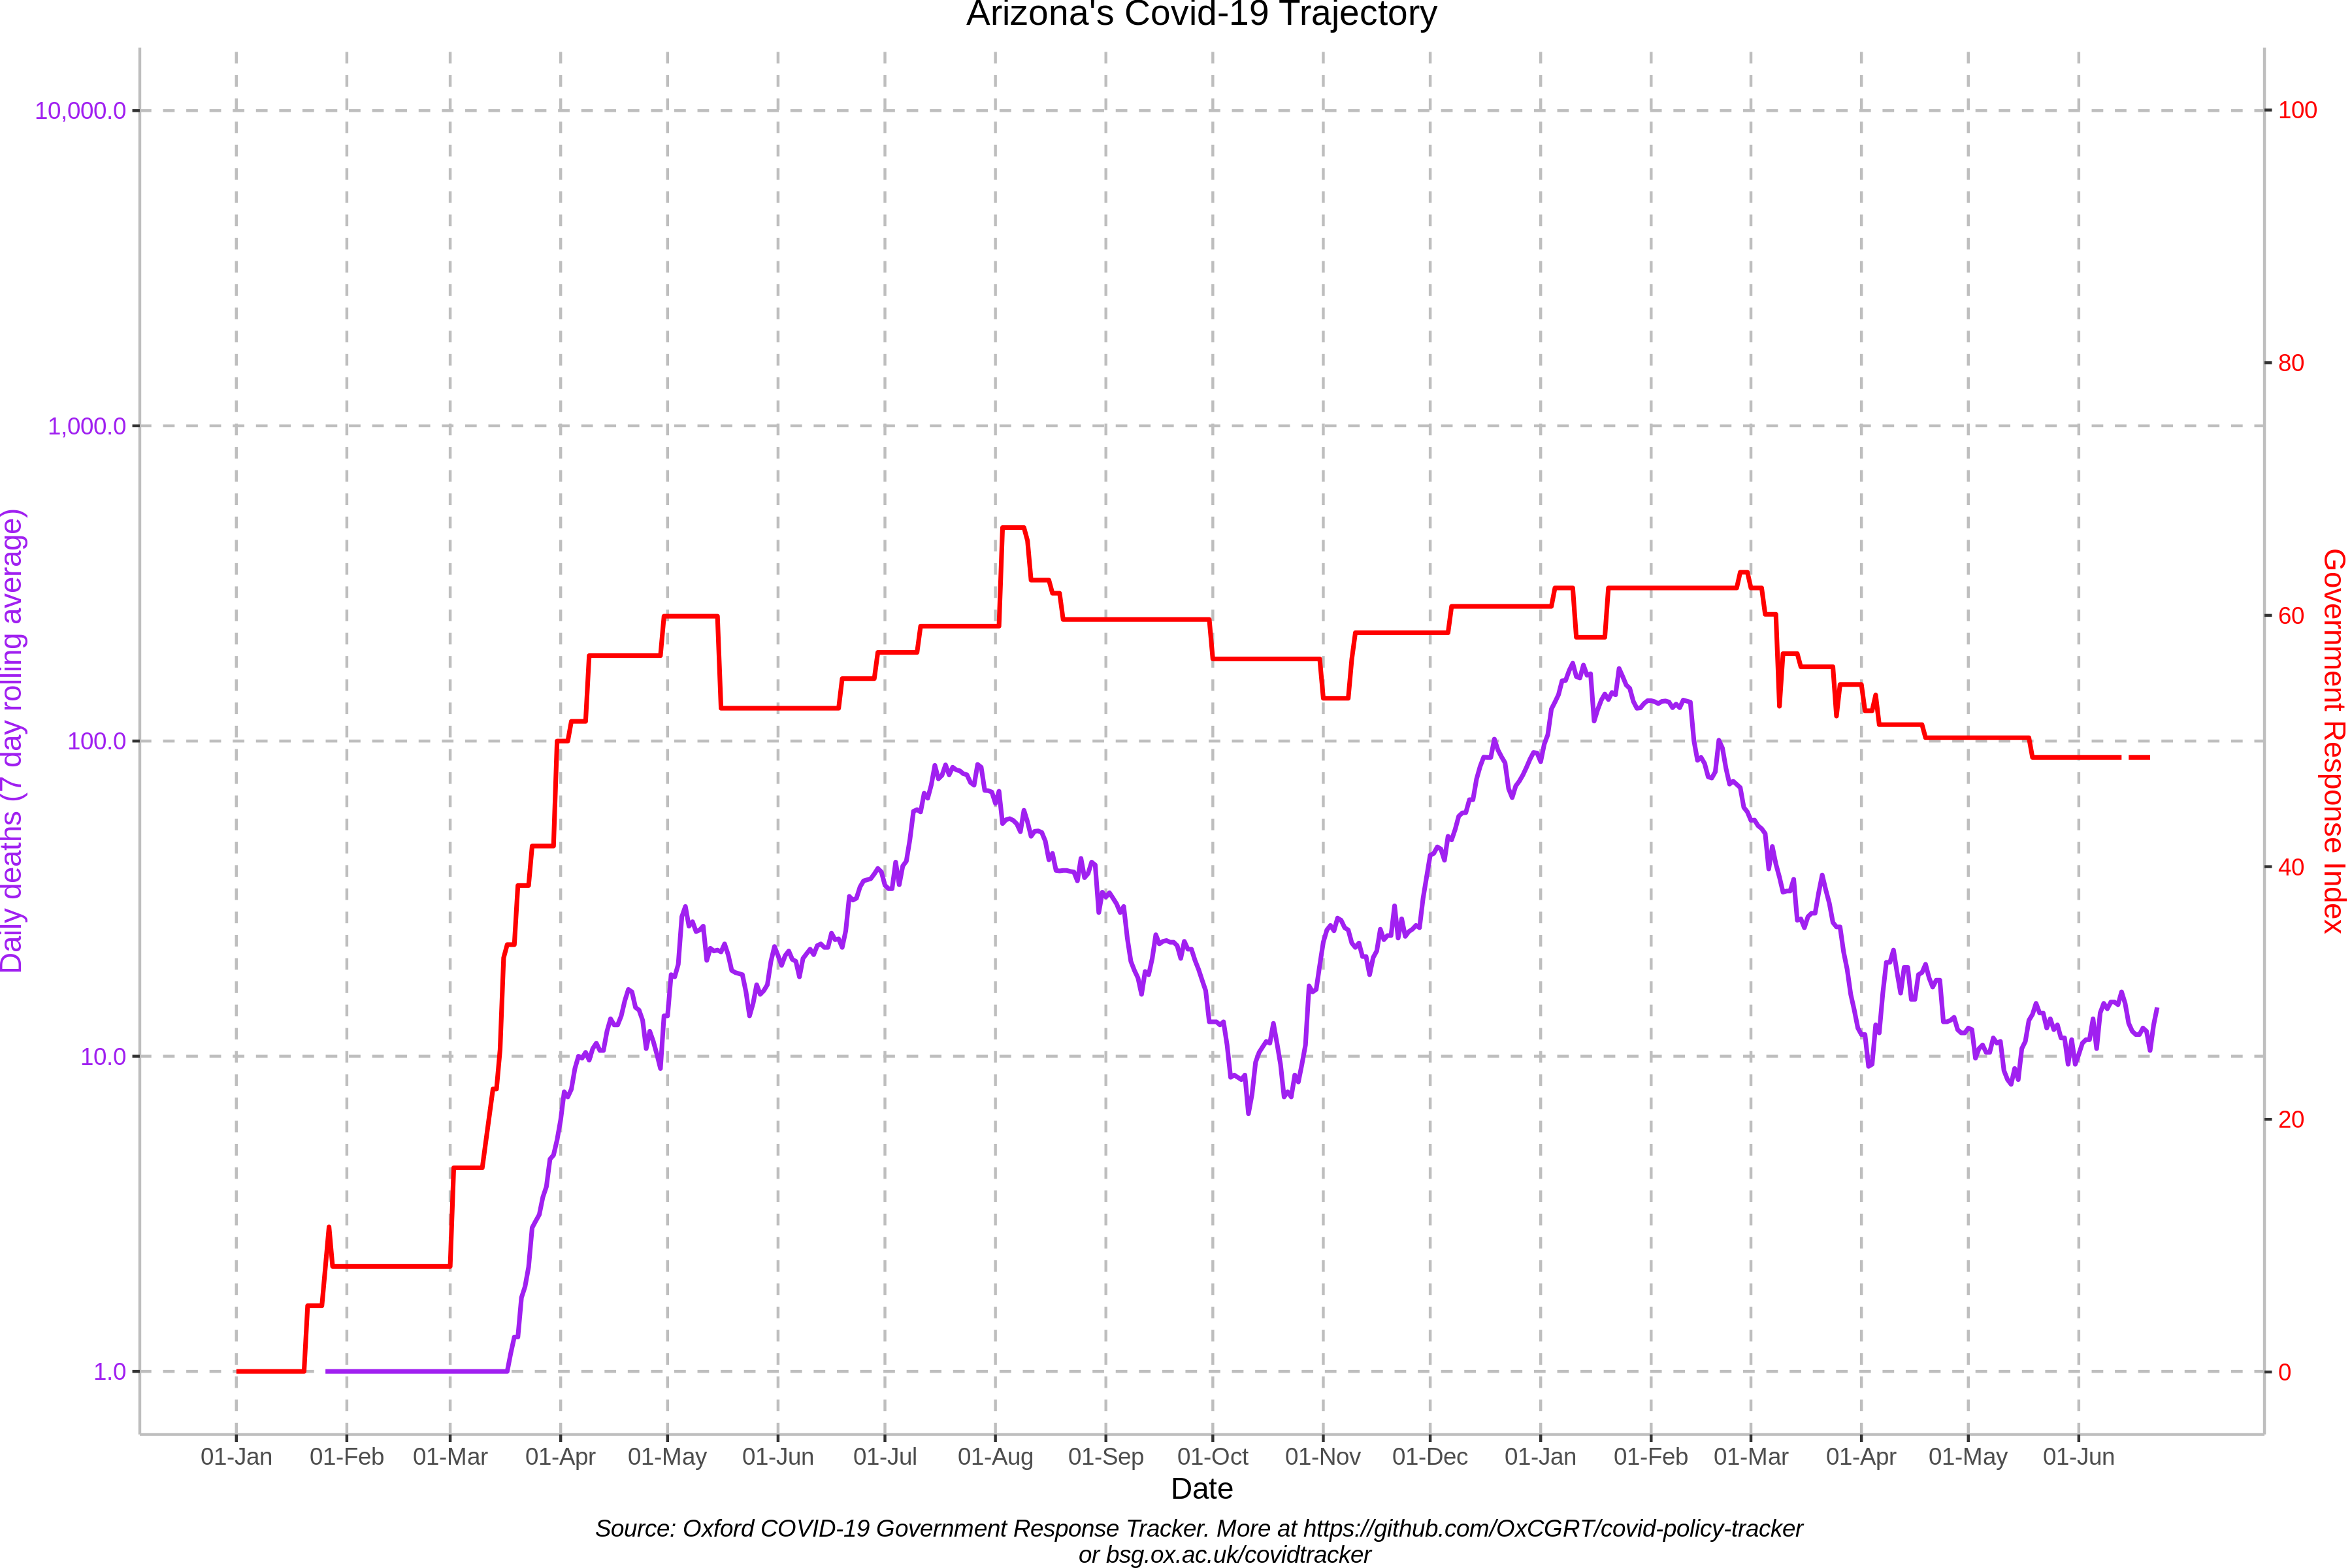 Arizona's Covid-19 Trajectory
10,000.0
1,000.0
100.0
10.0
1.0
Daily deaths (7 day rolling average)
100
80
60
40
20
0
Government Response Index
01-Jan 01-Feb 01-Mar 01-Apr 01-May 01-Jun 01-Jul 01-Aug 01-Sep 01-Oct 01-Nov 01-Dec 01-Jan 01-Feb 01-Mar 01-Apr 01-May 01-Jun
Date
Source: Oxford COVID-19 Government Response Tracker. More at https://github.com/OxCGRT/covid-policy-tracker
or bsg.ox.ac.uk/covidtracker